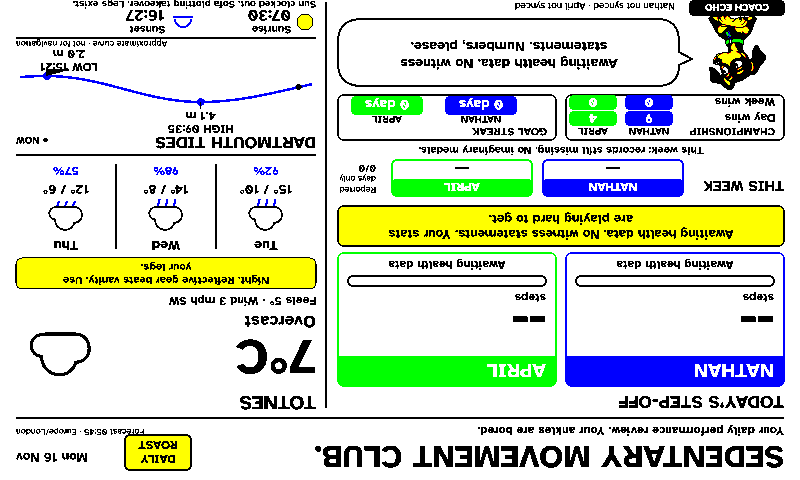 SEDENTARY MOVEMENT CLUB.
DAILY
ROAST
Mon 16 Nov
Your daily performance review. Your ankles are bored.
Forecast 05:45 · Europe/London
TODAY'S STEP-OFF
NATHAN
--
steps
Awaiting health data
APRIL
--
steps
Awaiting health data
Awaiting health data. No witness statements. Your stats
are playing hard to get.
THIS WEEK
NATHAN
—
APRIL
—
Reported
days only
0/0
This week: records still missing. No imaginary medals.
CHAMPIONSHIP
NATHAN APRIL
Day wins 9 4
Week wins 0 0
GOAL STREAK
NATHAN APRIL
0 days 0 days
Awaiting health data. No witness
statements. Numbers, please.
COACH ECHO
Nathan not synced · April not synced
TOTNES
7°C
Overcast
Feels 5° · Wind 3 mph SW
Night. Reflective gear beats vanity. Use
your legs.
Tue Wed Thu
15° / 10° 14° / 8° 12° / 6°
92% 98% 57%
DARTMOUTH TIDES
• NOW
HIGH 09:35
4.1 m
LOW 15:21
2.0 m
Approximate curve · not for navigation
Sunrise
07:30
Sunset
16:27
Sun clocked out. Sofa plotting takeover. Legs exist.